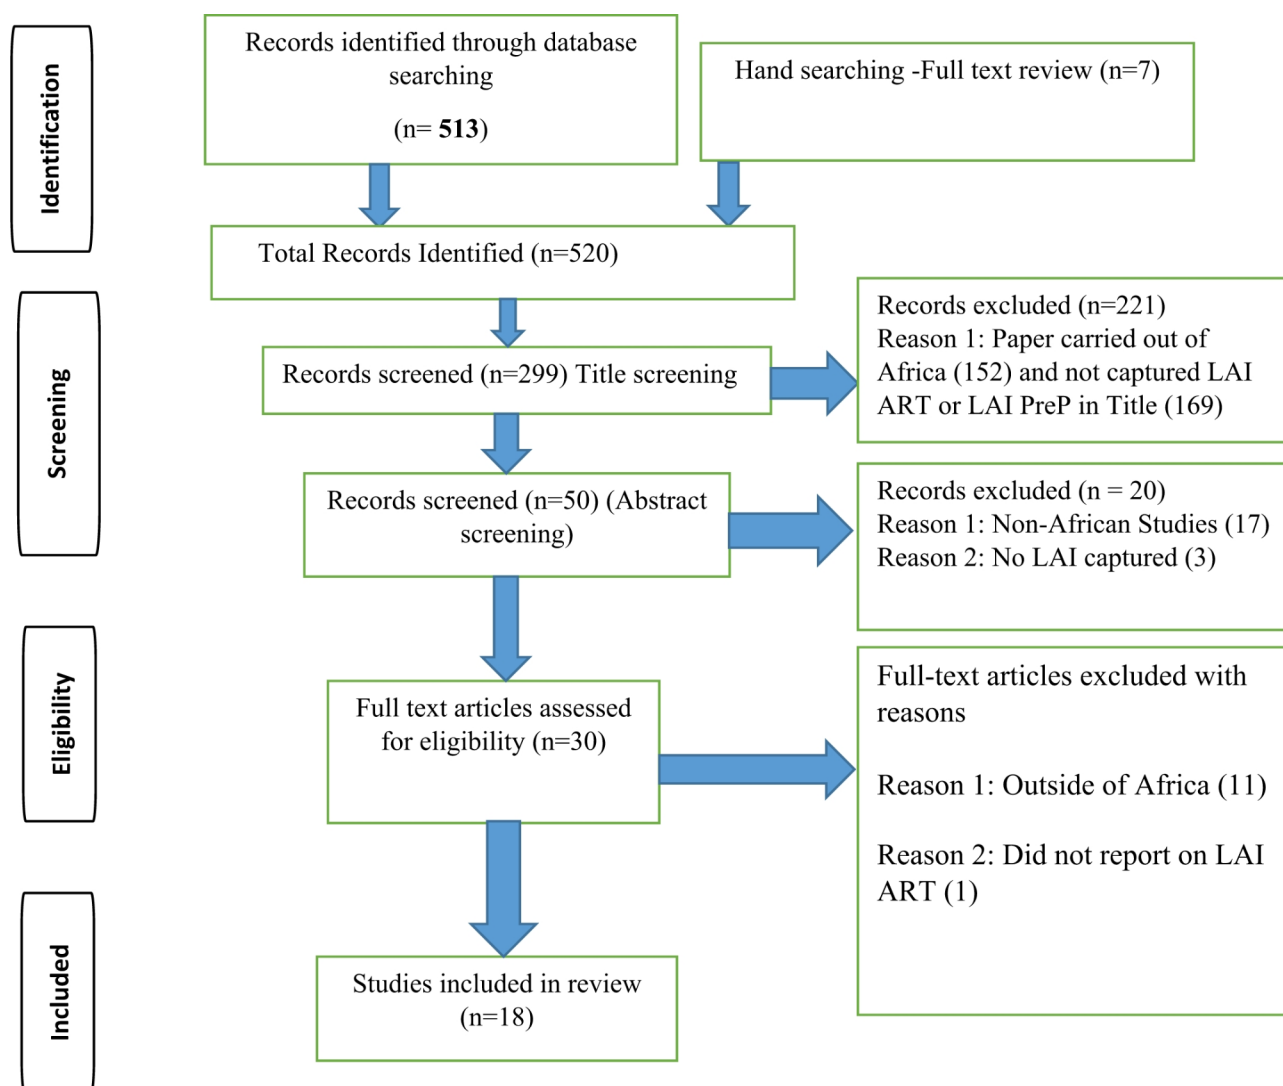 Identification
Records identified through database
searching
(n= 513)
Hand searching -Full text review (n=7)
Total Records Identified (n=520)
Screening
Records screened (n=299) Title screening
Records excluded (n=221)
Reason 1: Paper carried out of
Africa (152) and not captured LAI
ART or LAI PreP in Title (169)
Records screened (n=50) (Abstract
screening)
Records excluded (n = 20)
Reason 1: Non-African Studies (17)
Reason 2: No LAI captured (3)
Eligibility
Full text articles assessed
for eligibility (n=30)
Full-text articles excluded with
reasons
Reason 1: Outside of Africa (11)
Reason 2: Did not report on LAI
ART (1)
Included
Studies included in review
(n=18)